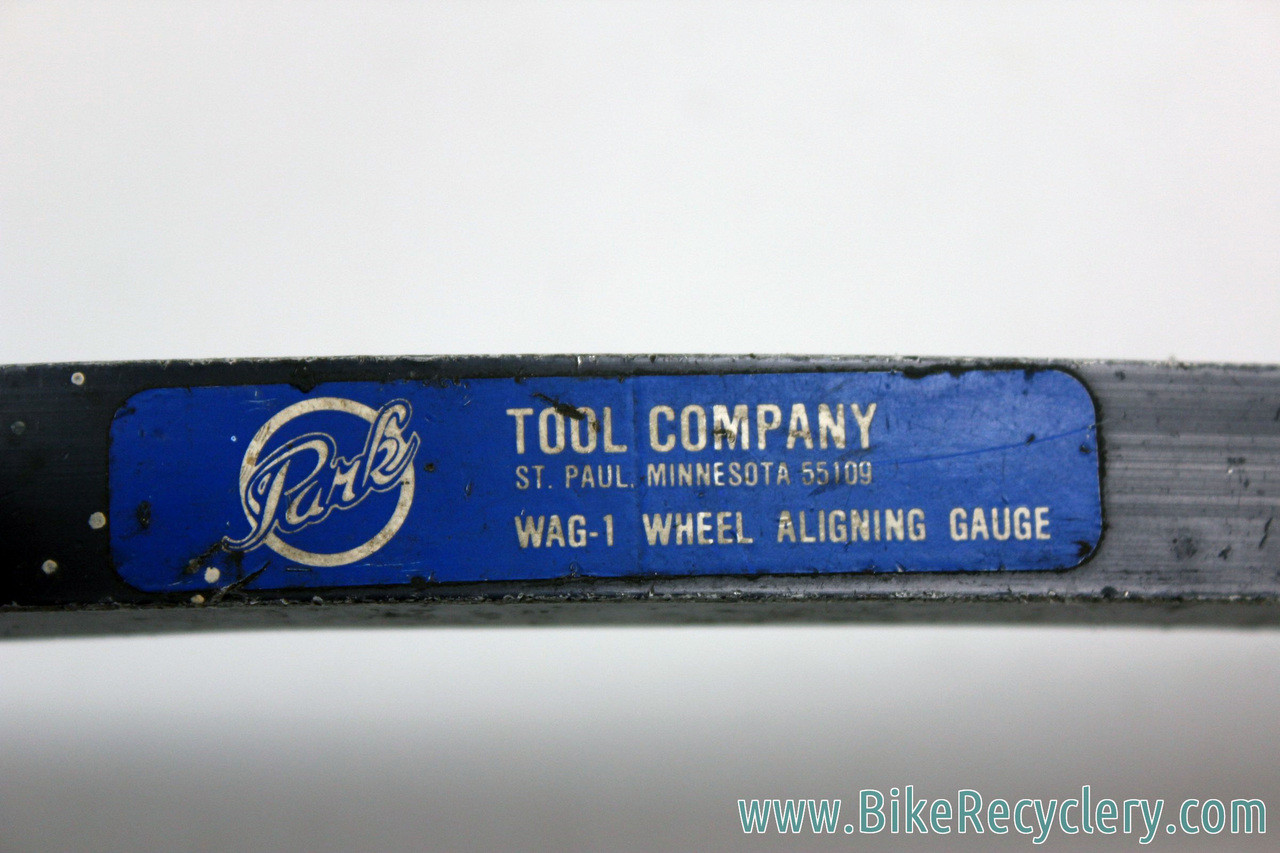 Park
TOOL COMPANY
ST. PAUL, MINNESOTA 55109
WAG-1 WHEEL ALIGNING GAUGE
www.BikeRecyclery.com